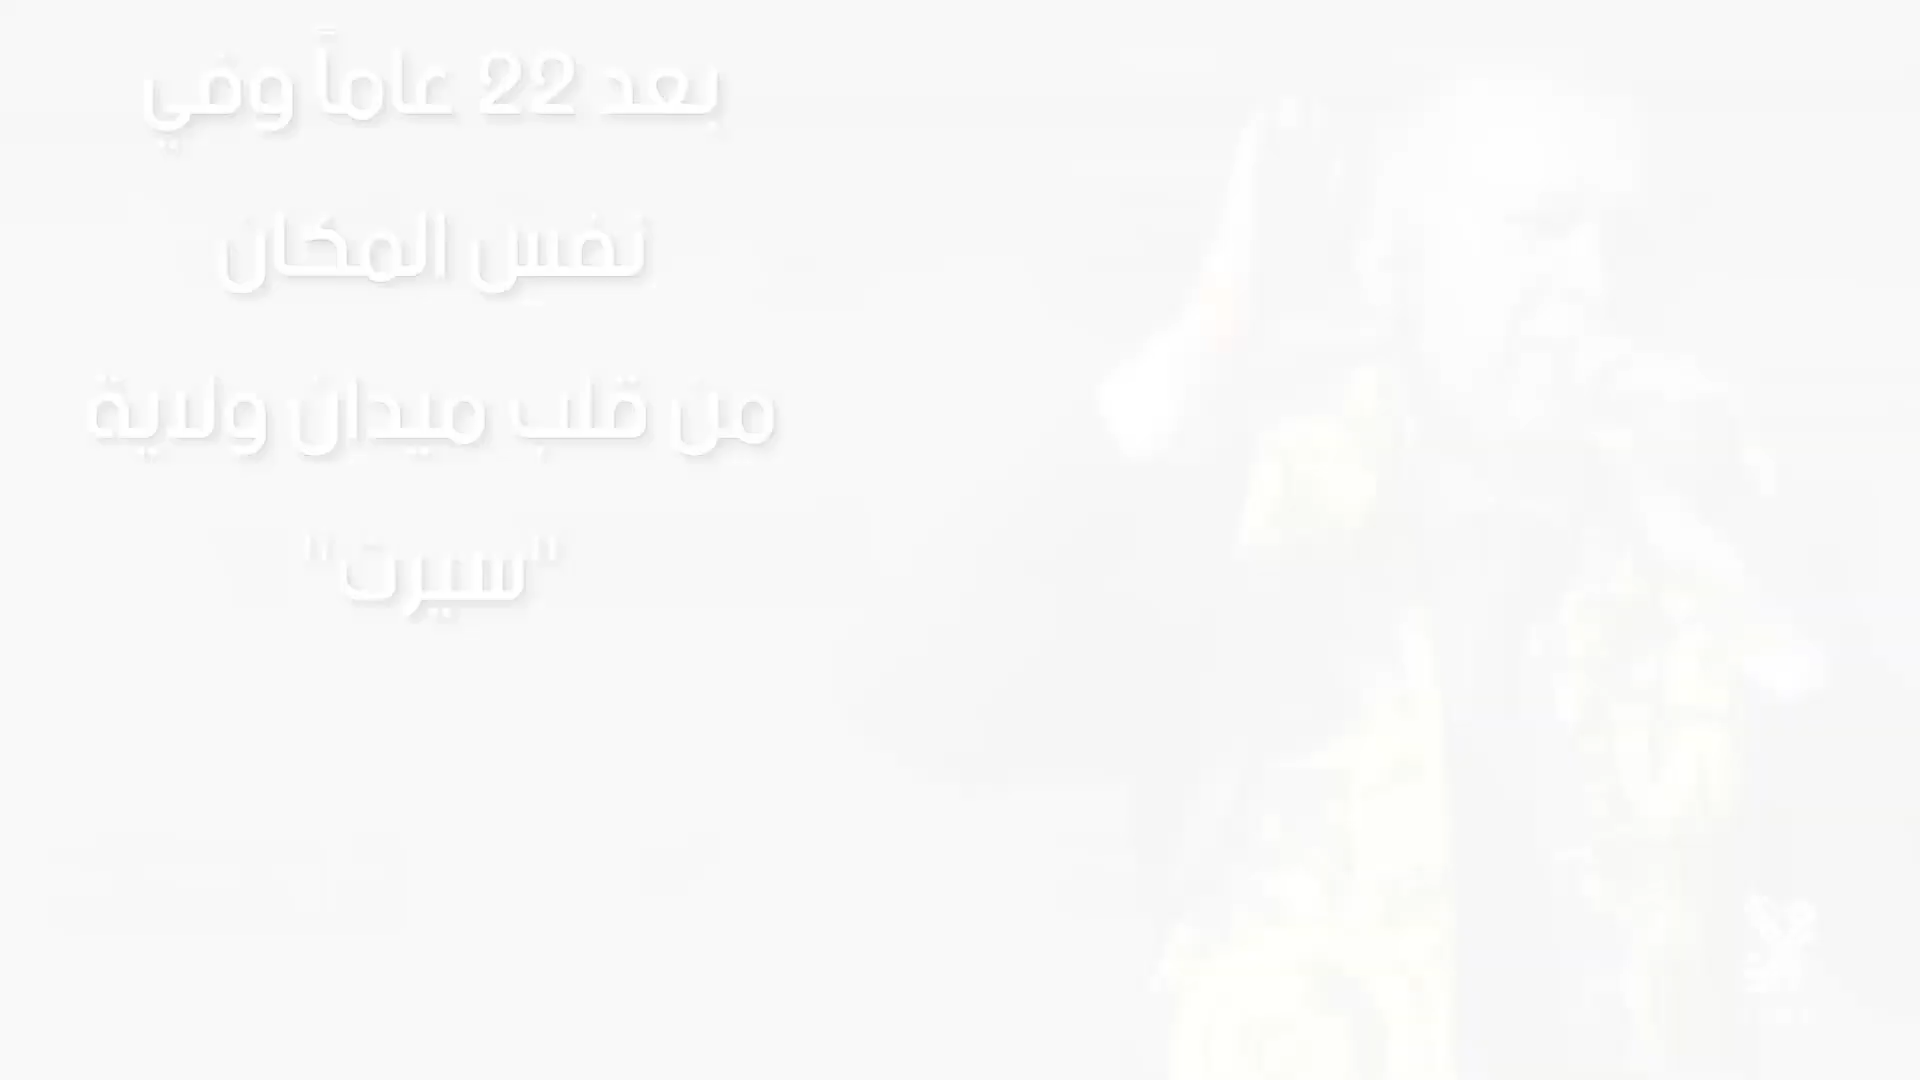 بعد 22 عاماً وفي
نفس المكان
من قلب ميدان ولاية
"سيرت"